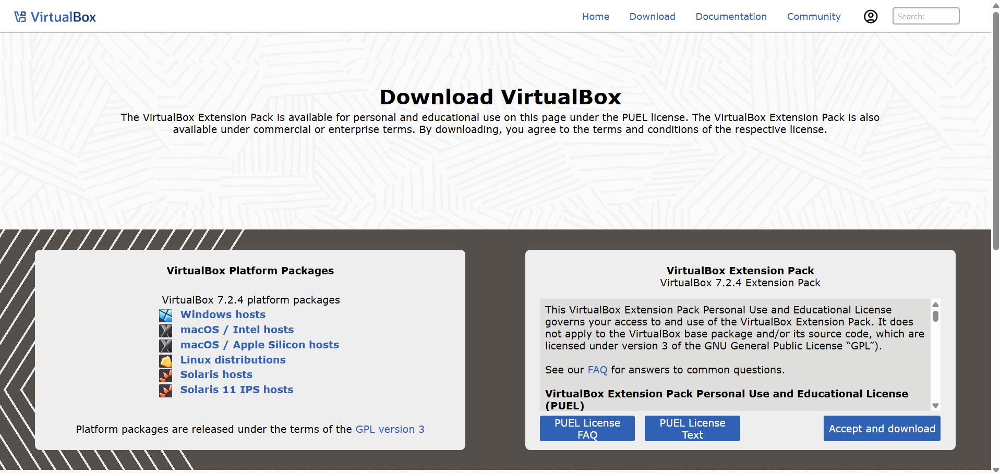 VirtualBox
Home
Download
Documentation
Community
Search:
Download VirtualBox
The VirtualBox Extension Pack is available for personal and educational use on this page under the PUEL license. The VirtualBox Extension Pack is also
available under commercial or enterprise terms. By downloading, you agree to the terms and conditions of the respective license.
VirtualBox Platform Packages
VirtualBox 7.2.4 platform packages
Windows hosts
macOS / Intel hosts
macOS / Apple Silicon hosts
Linux distributions
Solaris hosts
Solaris 11 IPS hosts
Platform packages are released under the terms of the GPL version 3
VirtualBox Extension Pack
VirtualBox 7.2.4 Extension Pack
This VirtualBox Extension Pack Personal Use and Educational License
governs your access to and use of the VirtualBox Extension Pack. It does
not apply to the VirtualBox base package and/or its source code, which are
licensed under version 3 of the GNU General Public License “GPL”).
See our FAQ for answers to common questions.
VirtualBox Extension Pack Personal Use and Educational License
(PUEL)
PUEL License
FAQ
PUEL License
Text
Accept and download